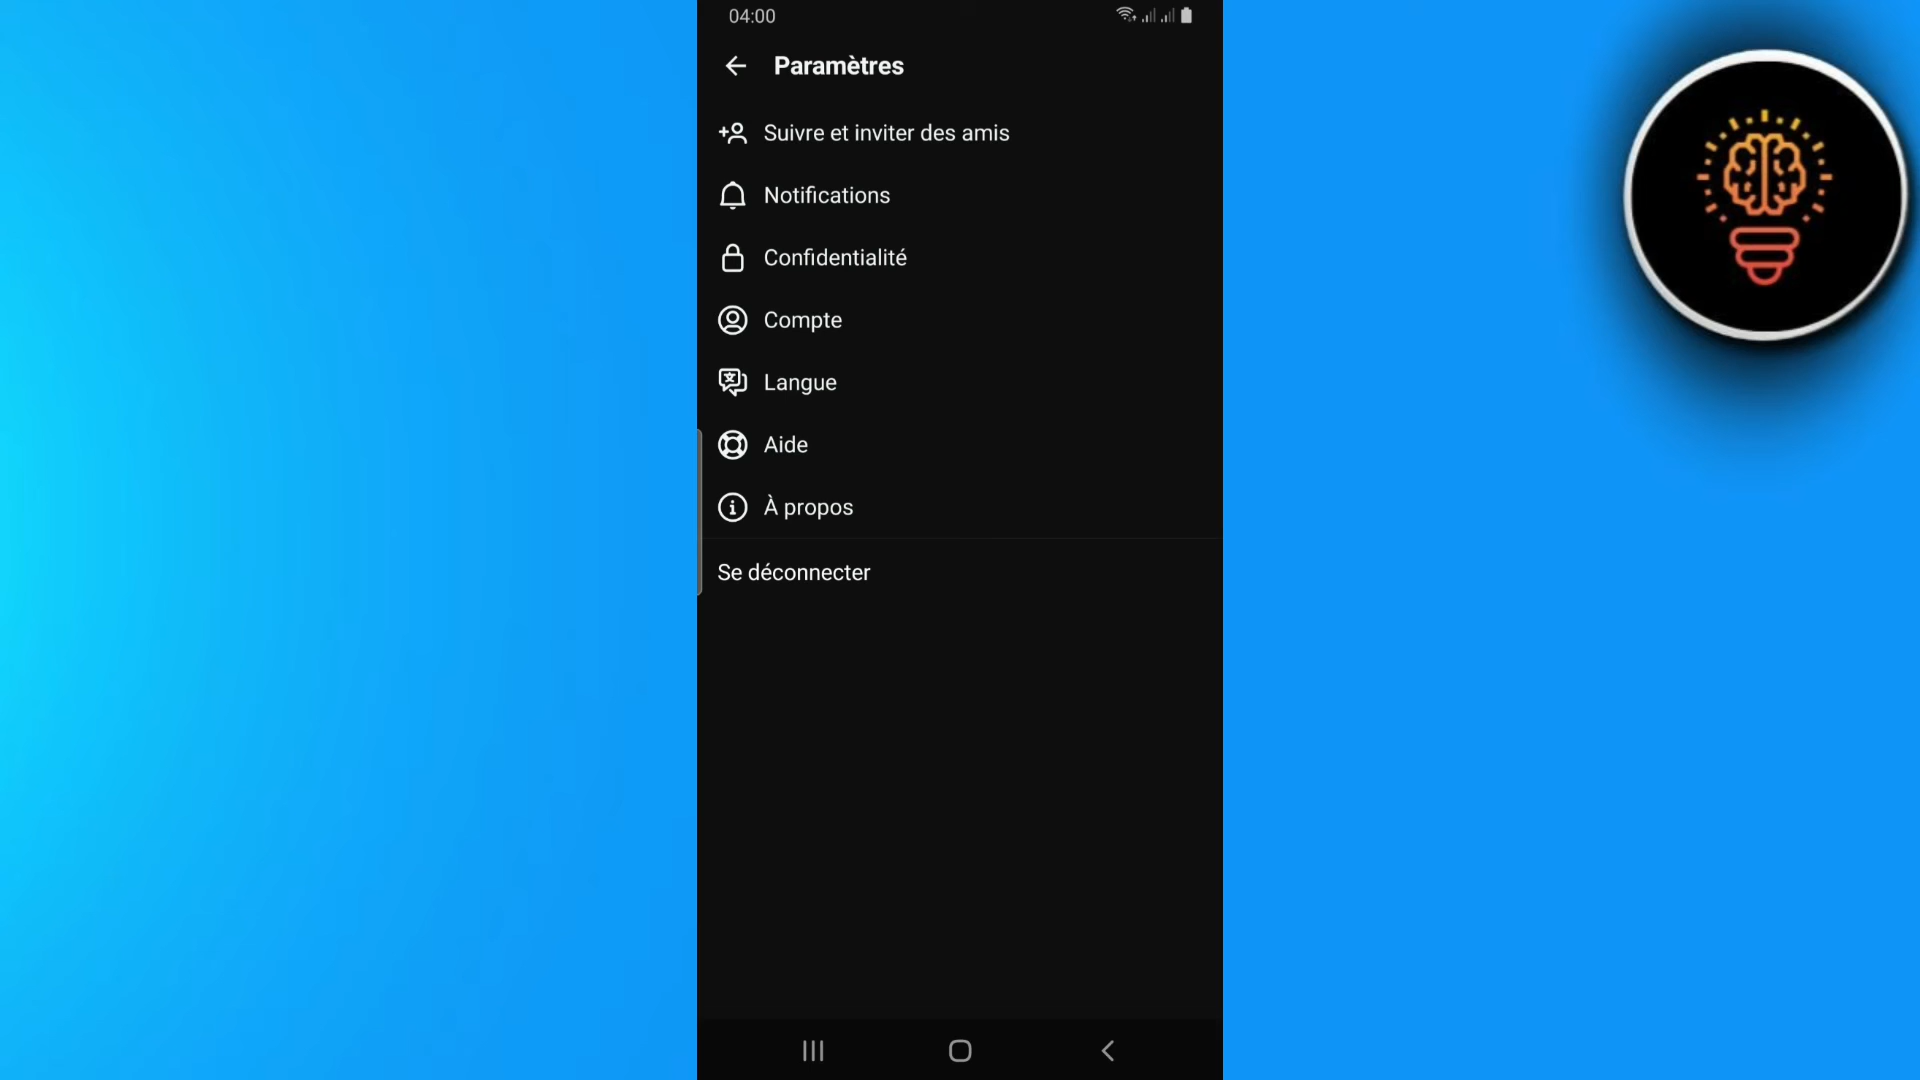 04:00
Paramètres
Suivre et inviter des amis
Notifications
Confidentialité
Compte
Langue
Aide
À propos
Se déconnecter